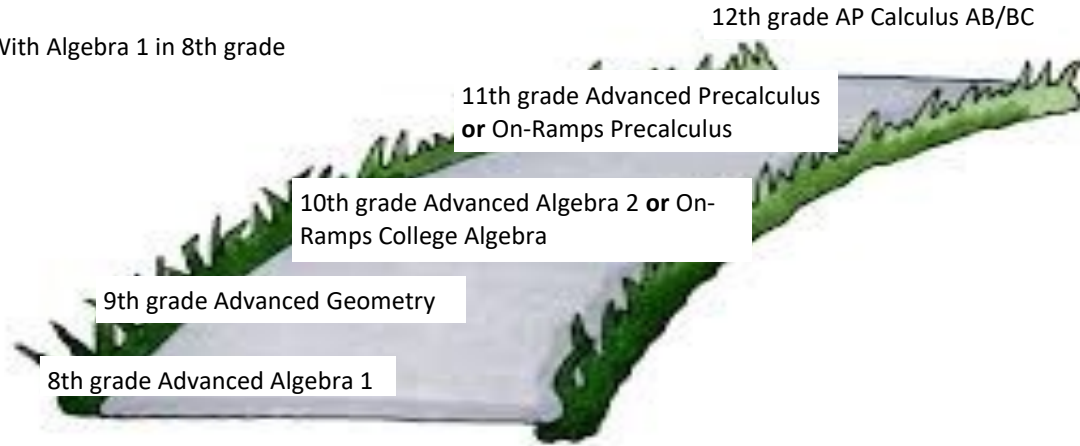 12th grade AP Calculus AB/BC
With Algebra 1 in 8th grade
11th grade Advanced Precalculus
or On-Ramps Precalculus
10th grade Advanced Algebra 2 or On-
Ramps College Algebra
9th grade Advanced Geometry
8th grade Advanced Algebra 1